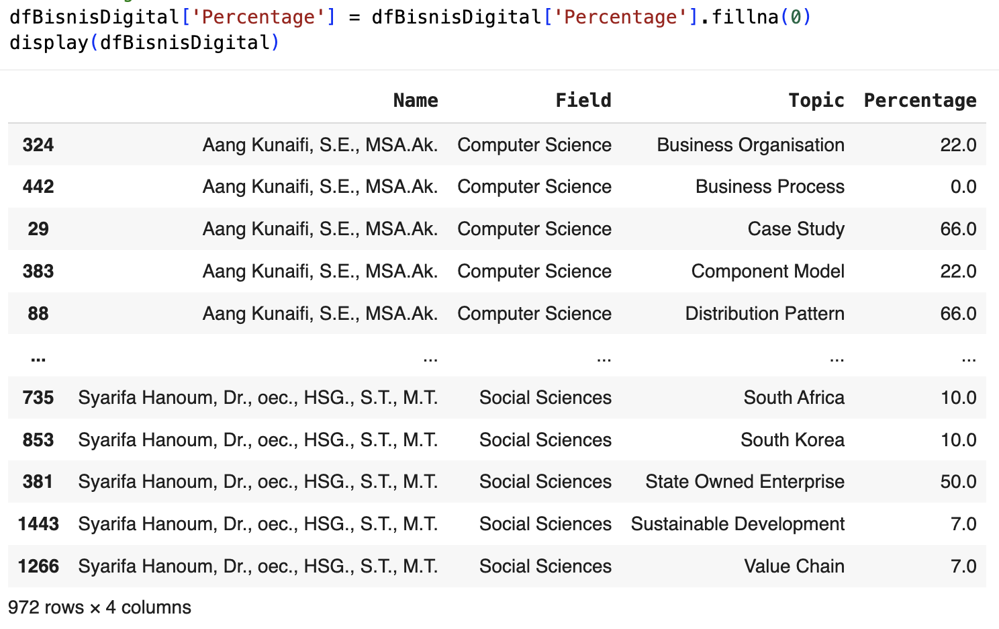 dfBisnisDigital['Percentage'] = dfBisnisDigital['Percentage'].fillna(0)
display(dfBisnisDigital)
Name Field Topic Percentage
324 Aang Kunaifi, S.E., MSA.Ak. Computer Science Business Organisation 22.0
442 Aang Kunaifi, S.E., MSA.Ak. Computer Science Business Process 0.0
29 Aang Kunaifi, S.E., MSA.Ak. Computer Science Case Study 66.0
383 Aang Kunaifi, S.E., MSA.Ak. Computer Science Component Model 22.0
88 Aang Kunaifi, S.E., MSA.Ak. Computer Science Distribution Pattern 66.0
... ... ... ... ...
735 Syarifa Hanoum, Dr., oec., HSG., S.T., M.T. Social Sciences South Africa 10.0
853 Syarifa Hanoum, Dr., oec., HSG., S.T., M.T. Social Sciences South Korea 10.0
381 Syarifa Hanoum, Dr., oec., HSG., S.T., M.T. Social Sciences State Owned Enterprise 50.0
1443 Syarifa Hanoum, Dr., oec., HSG., S.T., M.T. Social Sciences Sustainable Development 7.0
1266 Syarifa Hanoum, Dr., oec., HSG., S.T., M.T. Social Sciences Value Chain 7.0
972 rows × 4 columns